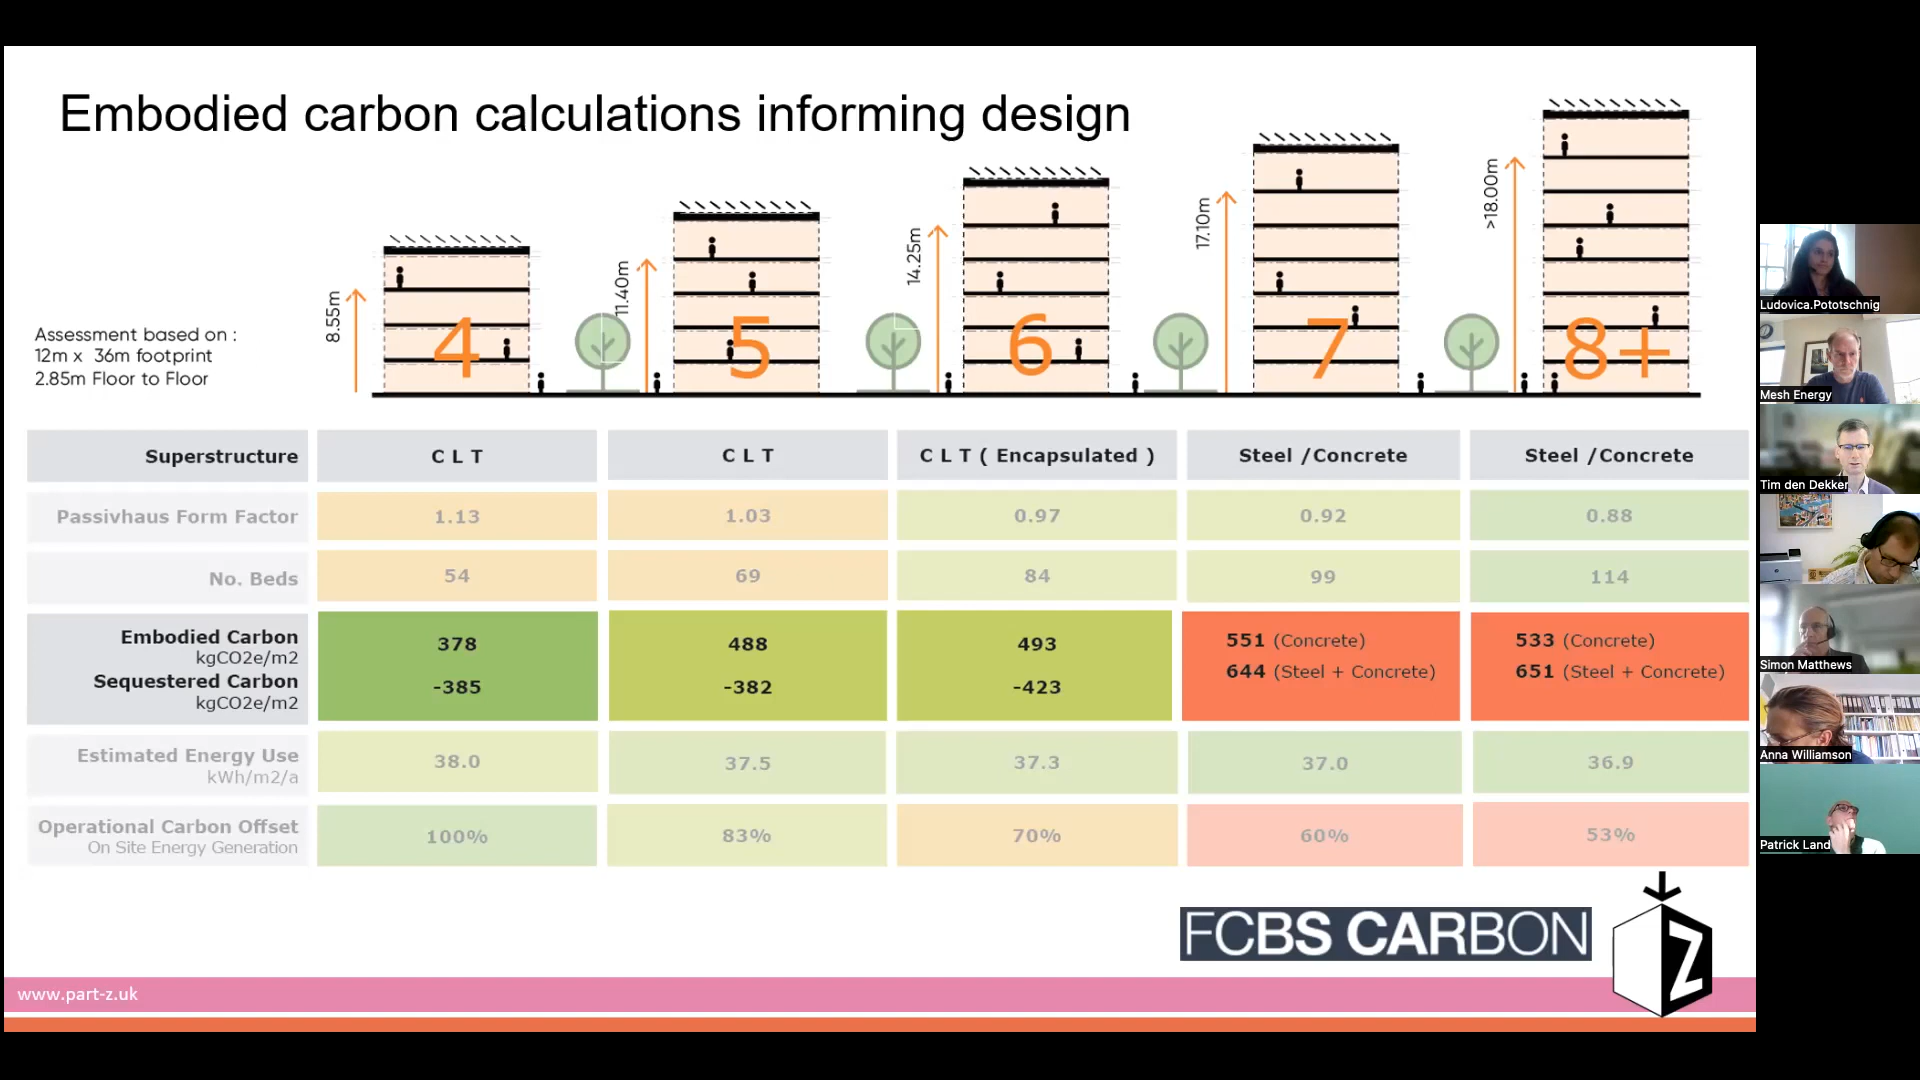 Embodied carbon calculations informing design
8.55m
11.40m
14.25m
17.10m
>18.00m
Assessment based on :
12m x 36m footprint
2.85m Floor to Floor
4
5
6
7
8+
Superstructure
C L T
C L T
C L T ( Encapsulated )
Steel /Concrete
Steel /Concrete
Passivhaus Form Factor
1.13
1.03
0.97
0.92
0.88
No. Beds
54
69
84
99
114
Embodied Carbon
kgCO2e/m2
Sequestered Carbon
kgCO2e/m2
378
-385
488
-382
493
-423
551 (Concrete)
644 (Steel + Concrete)
533 (Concrete)
651 (Steel + Concrete)
Estimated Energy Use
kWh/m2/a
38.0
37.5
37.3
37.0
36.9
Operational Carbon Offset
On Site Energy Generation
100%
83%
70%
60%
53%
FCBS CARBON
Z
www.part-z.uk
Ludovica.Pototschnig
Mesh Energy
Tim den Dekker
Simon Matthews
Anna Williamson
Patrick Land